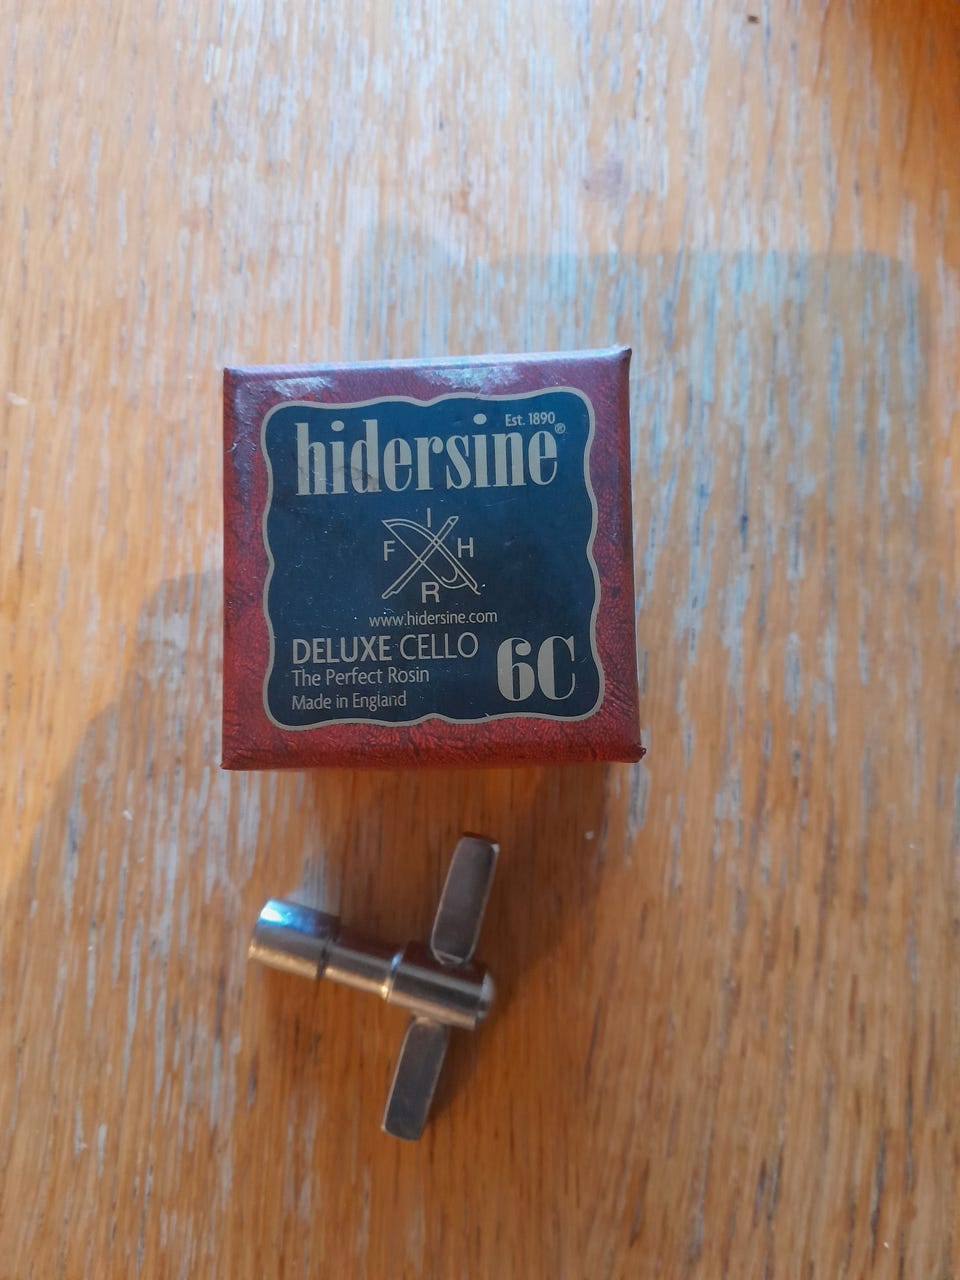 Est. 1890
hidersine®
I
F H
R
www.hidersine.com
DELUXE CELLO 6C
The Perfect Rosin
Made in England